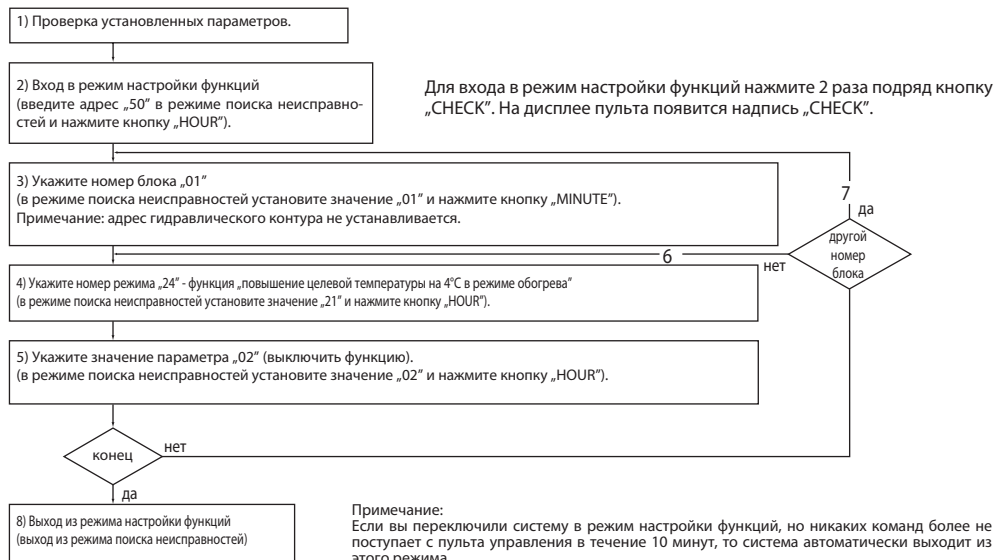 1) Проверка установленных параметров.
2) Вход в режим настройки функций
(введите адрес „50” в режиме поиска неисправно-
стей и нажмите кнопку „HOUR”).
Для входа в режим настройки функций нажмите 2 раза подряд кнопку
„CHECK”. На дисплее пульта появится надпись „CHECK”.
3) Укажите номер блока „01”
(в режиме поиска неисправностей установите значение „01” и нажмите кнопку „MINUTE”).
Примечание: адрес гидравлического контура не устанавливается.
7
да
другой
номер
блока
6
нет
4) Укажите номер режима „24” - функция „повышение целевой температуры на 4°C в режиме обогрева”
(в режиме поиска неисправностей установите значение „21” и нажмите кнопку „HOUR”).
5) Укажите значение параметра „02” (выключить функцию).
(в режиме поиска неисправностей установите значение „02” и нажмите кнопку „HOUR”).
конец
нет
да
8) Выход из режима настройки функций
(выход из режима поиска неисправностей)
Примечание:
Если вы переключили систему в режим настройки функций, но никаких команд более не
поступает с пульта управления в течение 10 минут, то система автоматически выходит из
этого режима